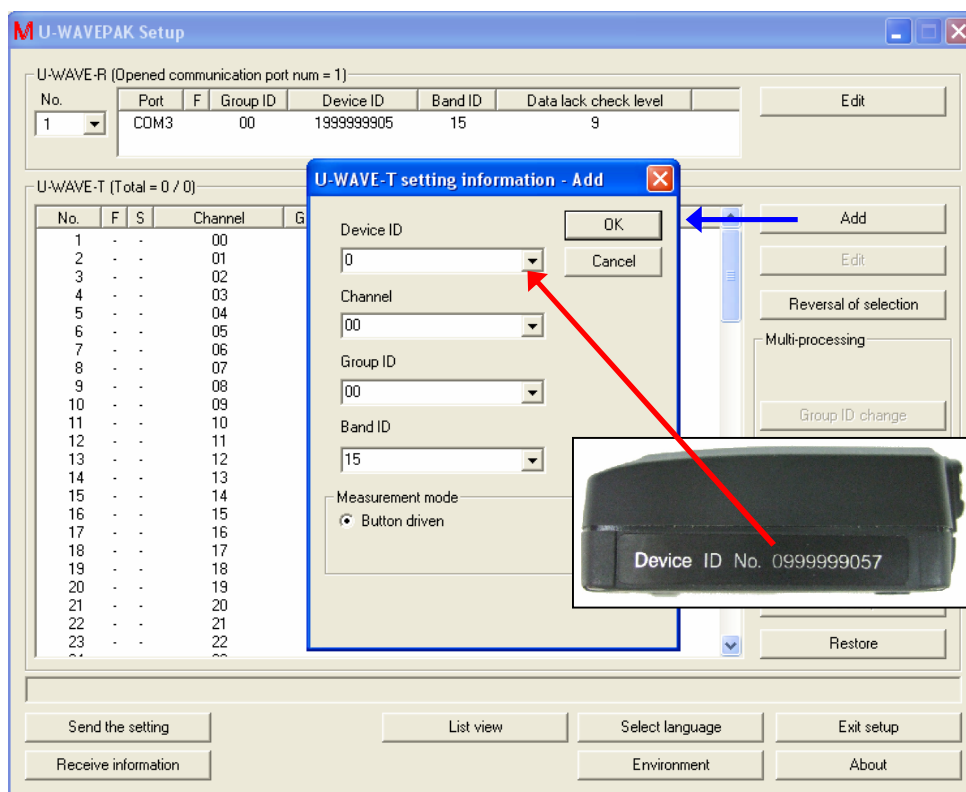 M U-WAVEPAK Setup
U-WAVE-R (Opened communication port num = 1)
No. Port F Group ID Device ID Band ID Data lack check level
1 COM3 00 1999999905 15 9
Edit
U-WAVE-T (Total = 0 / 0)
No. F S Channel G
1 - - 00
2 - - 01
3 - - 02
4 - - 03
5 - - 04
6 - - 05
7 - - 06
8 - - 07
9 - - 08
10 - - 09
11 - - 10
12 - - 11
13 - - 12
14 - - 13
15 - - 14
16 - - 15
17 - - 16
18 - - 17
19 - - 18
20 - - 19
21 - - 20
22 - - 21
23 - - 22
U-WAVE-T setting information - Add
Device ID
0
Channel
00
Group ID
00
Band ID
15
Measurement mode
Button driven
OK
Cancel
Add
Edit
Reversal of selection
Multi-processing
Group ID change
Device ID No. 0999999057
Restore
Send the setting
List view
Select language
Exit setup
Receive information
Environment
About